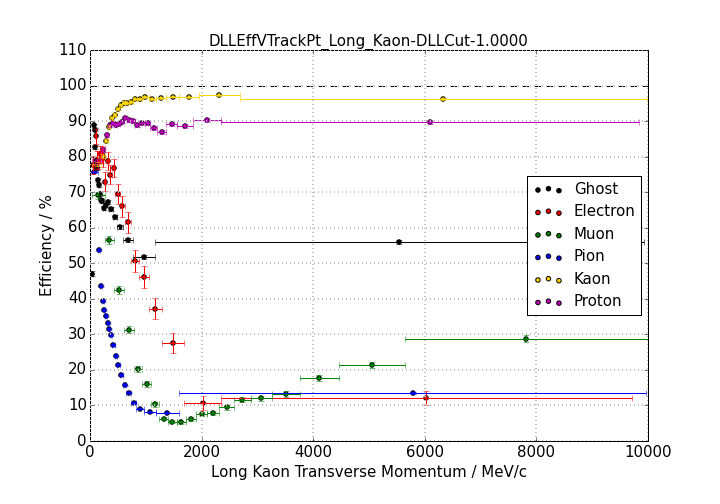 DLLEffVTrackPt_Long_Kaon-DLLCut-1.0000
110
100
90
80
70
60
50
40
30
20
10
0
Efficiency / %
Ghost
Electron
Muon
Pion
Kaon
Proton
0 2000 4000 6000 8000 10000
Long Kaon Transverse Momentum / MeV/c